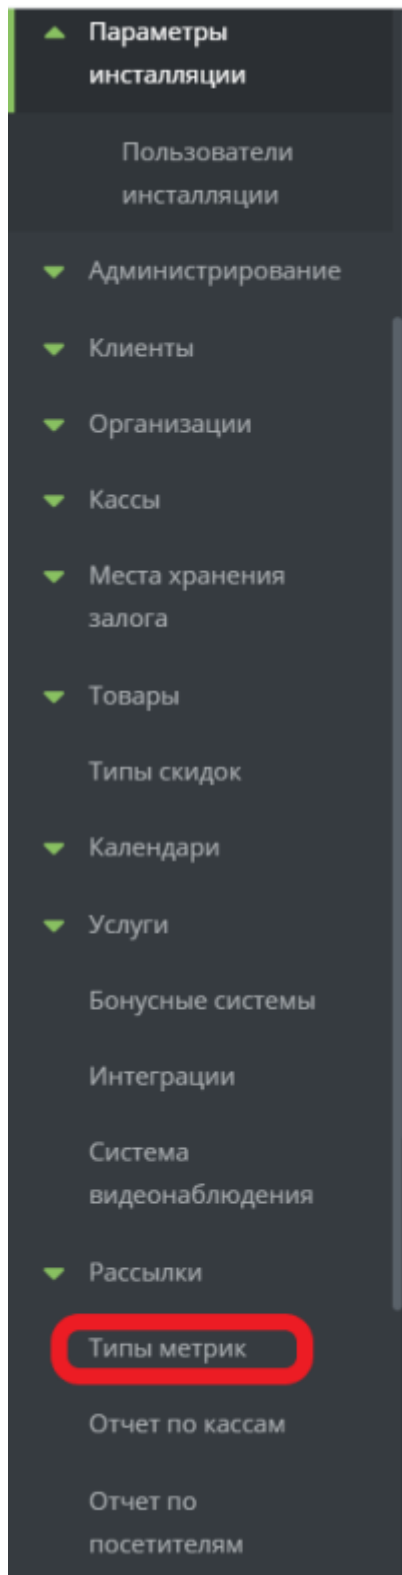 Параметры
инсталляции
Пользователи
инсталляции
Администрирование
Клиенты
Организации
Кассы
Места хранения
залога
Товары
Типы скидок
Календари
Услуги
Бонусные системы
Интеграции
Система
видеонаблюдения
Рассылки
Типы метрик
Отчет по кассам
Отчет по
посетителям